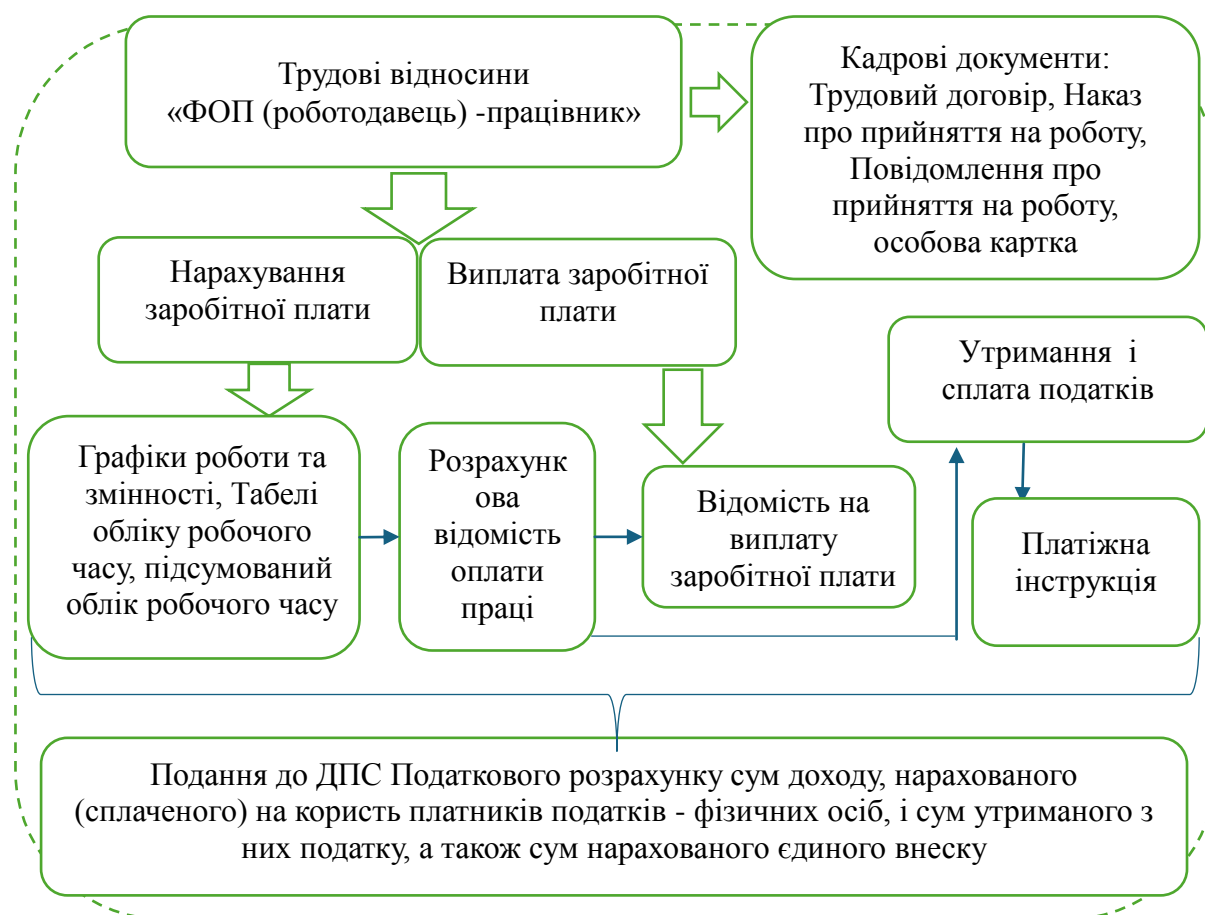 Трудові відносини
«ФОП (роботодавець) -працівник»
Кадрові документи:
Трудовий договір, Наказ
про прийняття на роботу,
Повідомлення про
прийняття на роботу,
особова картка
Нарахування
заробітної плати
Виплата заробітної
плати
Утримання і
сплата податків
Графіки роботи та
змінності, Табелі
обліку робочого
часу, підсумований
облік робочого часу
Розрахунк
ова
відомість
оплати
праці
Відомість на
виплату
заробітної плати
Платіжна
інструкція
Подання до ДПС Податкового розрахунку сум доходу, нарахованого
(сплаченого) на користь платників податків - фізичних осіб, і сум утриманого з
них податку, а також сум нарахованого єдиного внеску